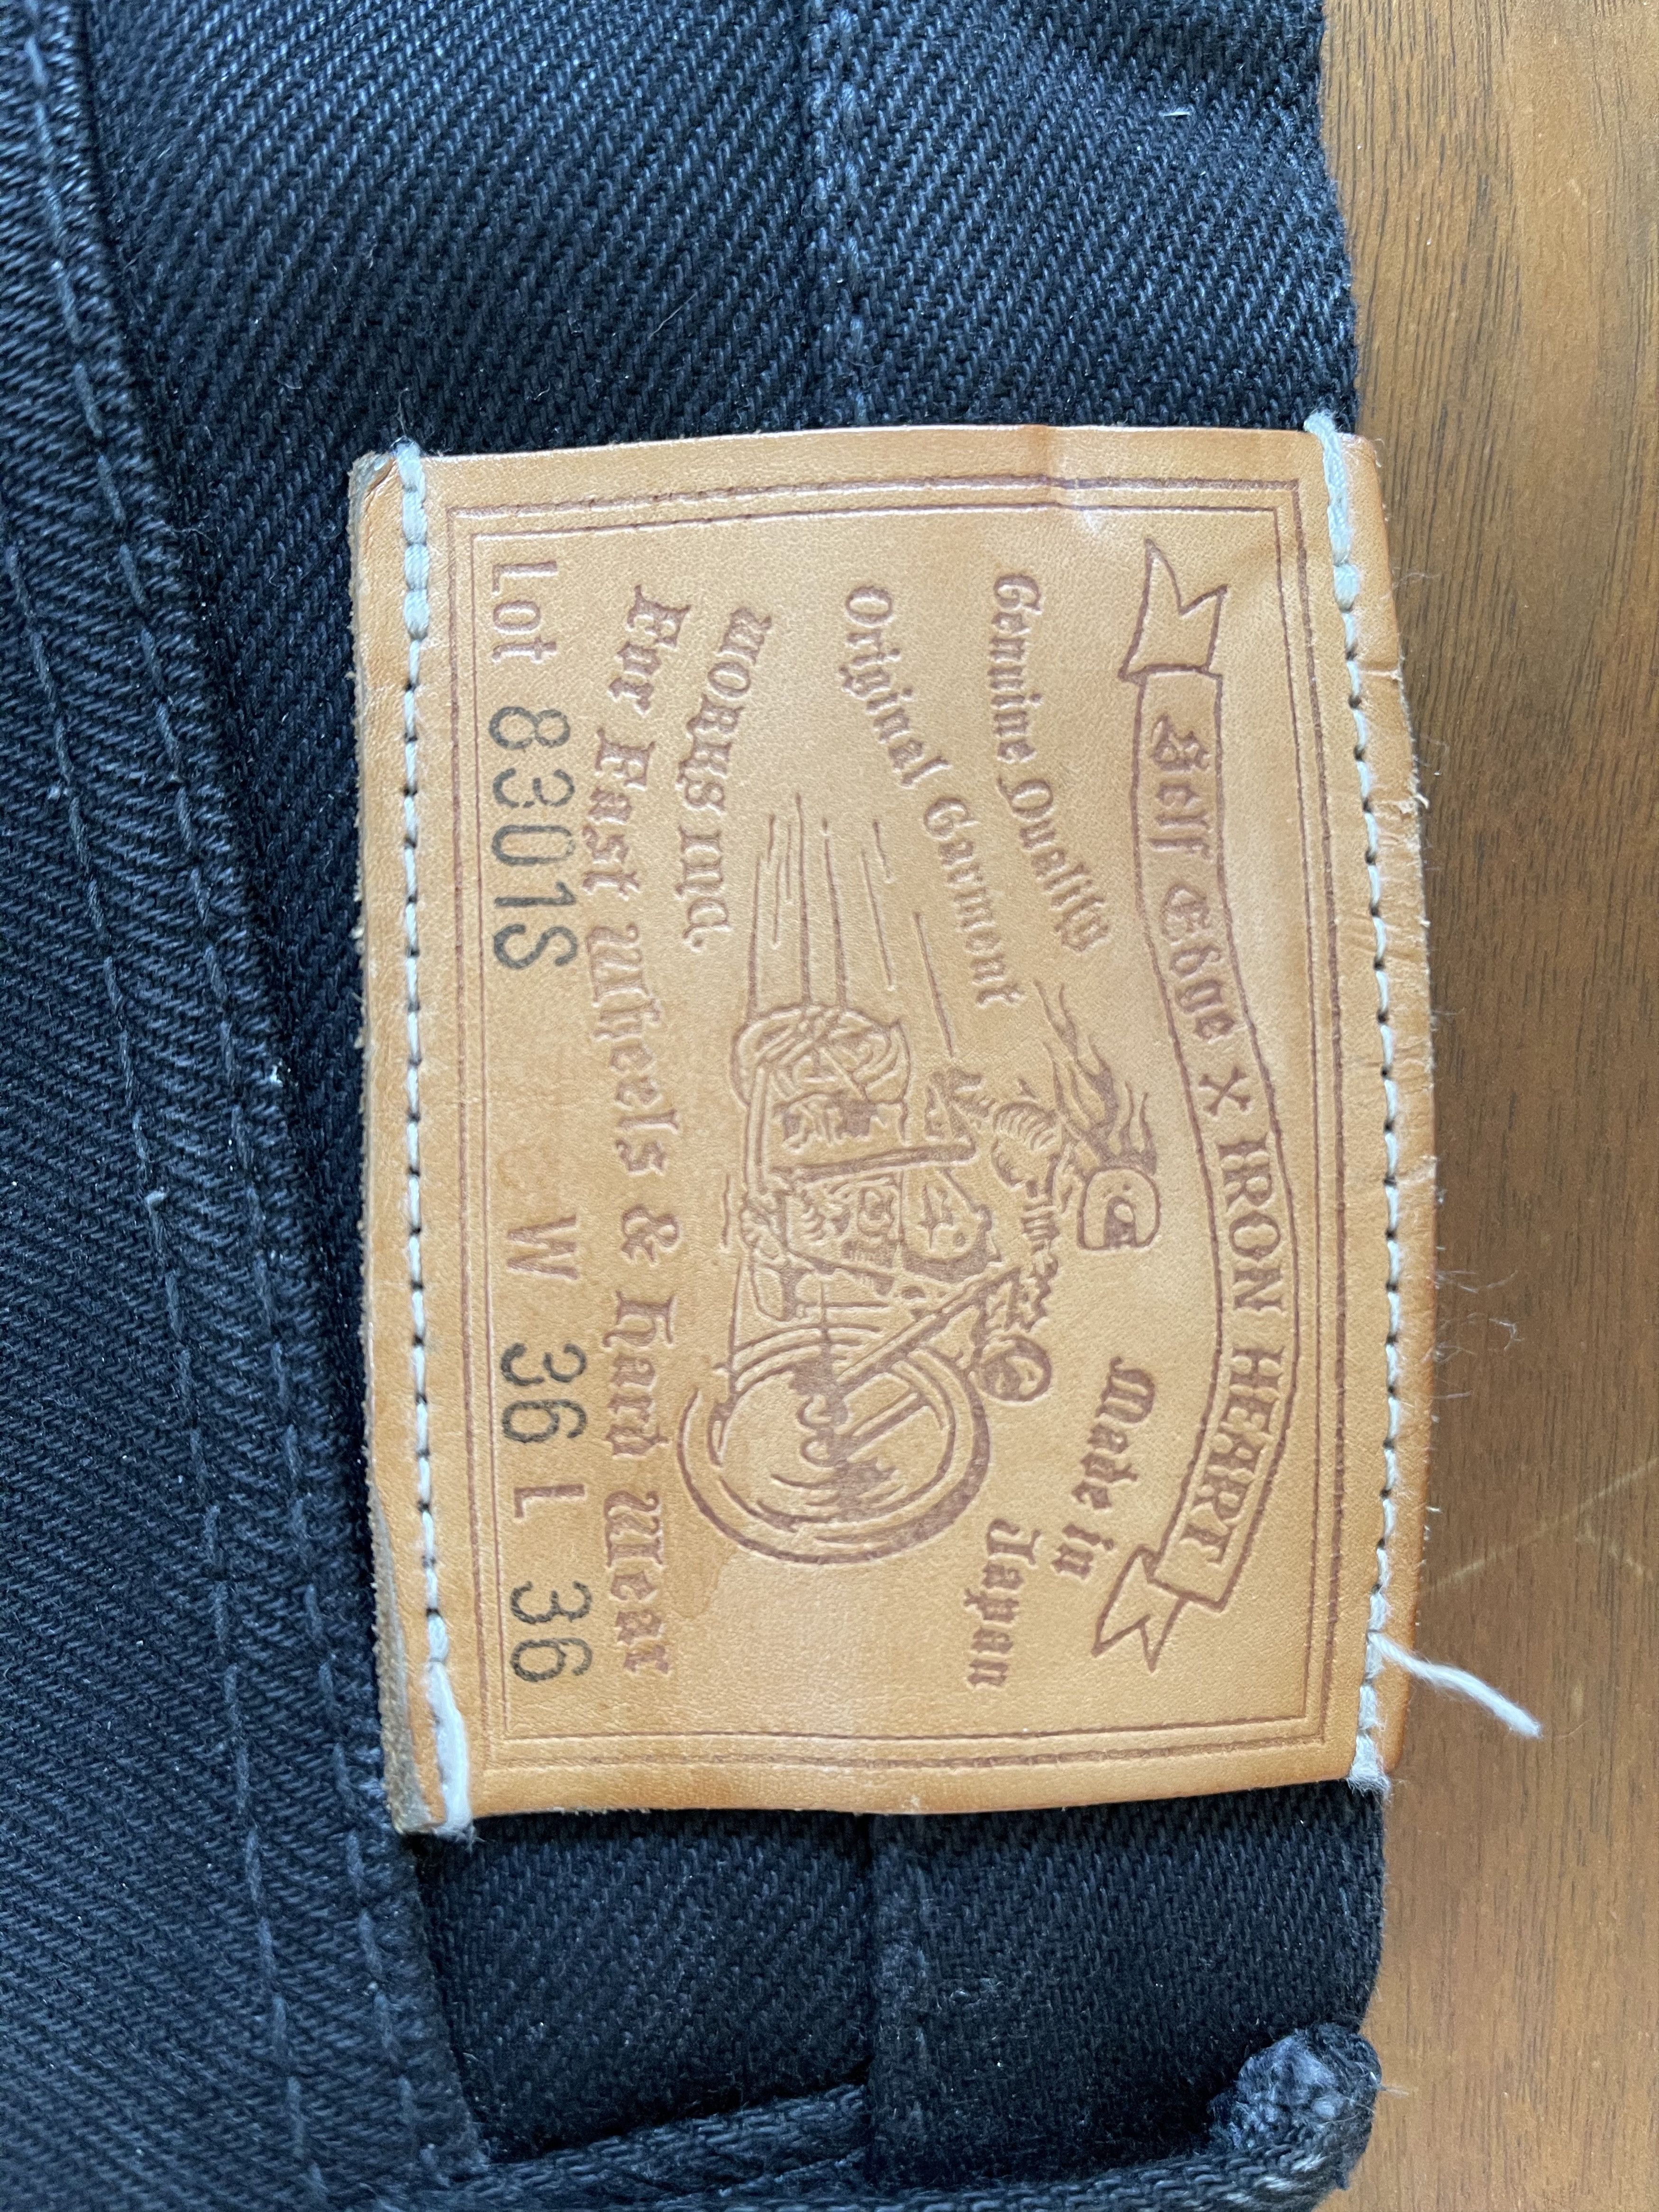 Self Edge X IRON HEART
Genuine Quality
Original Garment
Made in
Japan
WORKS INC.
For Fast Wheels & Hard Wear
Lot 8301S W 36 L 36